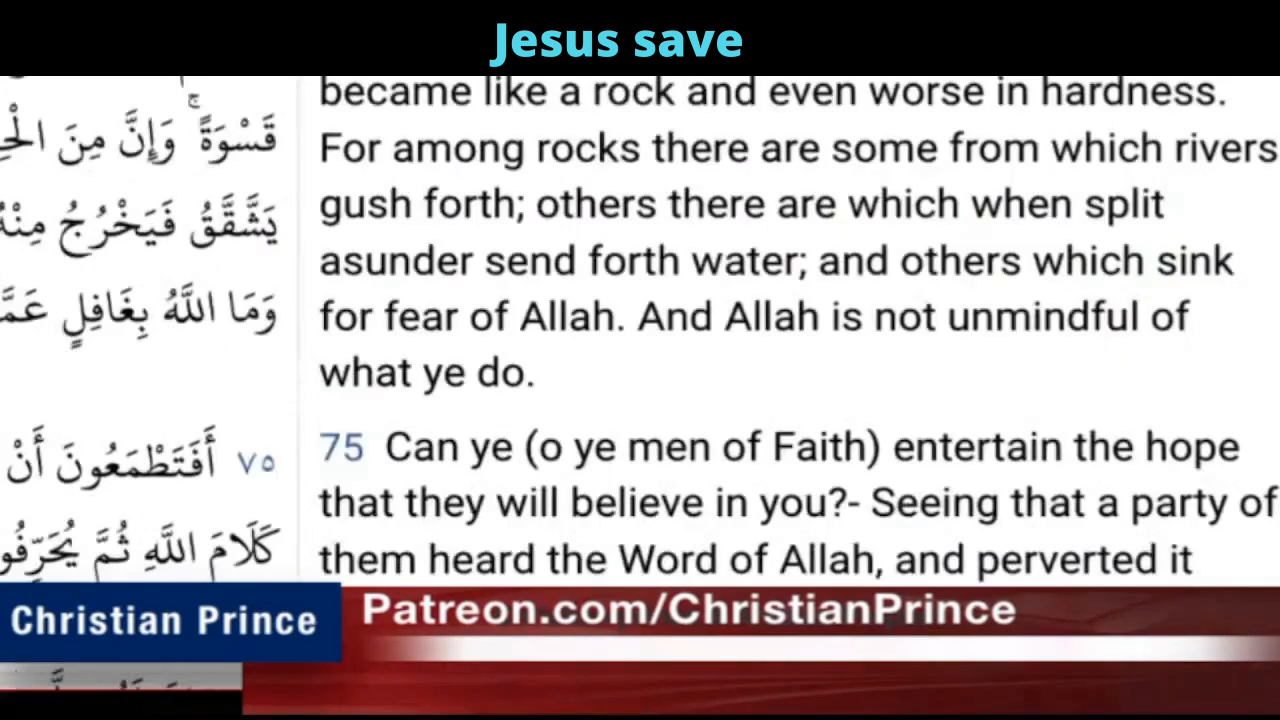 Jesus save
became like a rock and even worse in hardness.
قَسْوَةً ۚ وَإِنَّ مِنَ
For among rocks there are some from which rivers
يَشَّقَّقُ فَيَخْرُجُ
gush forth; others there are which when split
asunder send forth water; and others which sink
وَمَا اللَّهُ بِغَافِلٍ
for fear of Allah. And Allah is not unmindful of
what ye do.
٧٥ أَفَتَطْمَعُونَ أَنْ
75 Can ye (o ye men of Faith) entertain the hope
that they will believe in you?- Seeing that a party of
كَلَامَ اللَّهِ ثُمَّ
them heard the Word of Allah, and perverted it
Christian Prince
Patreon.com/ChristianPrince